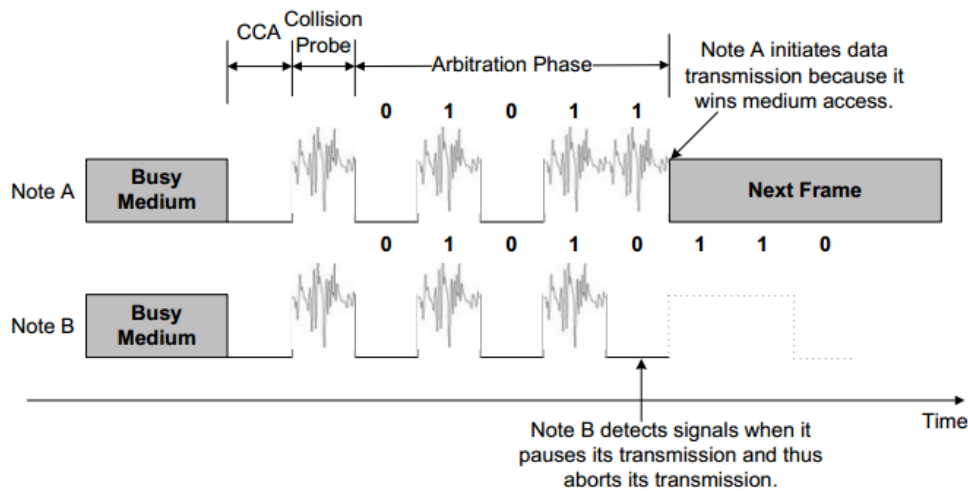 CCA
Collision
Probe
Arbitration Phase
Note A initiates data
transmission because it
wins medium access.
0 1 0 1 1
Note A
Busy
Medium
Next Frame
0 1 0 1 0 1 1 0
Note B
Busy
Medium
Time
Note B detects signals when it
pauses its transmission and thus
aborts its transmission.